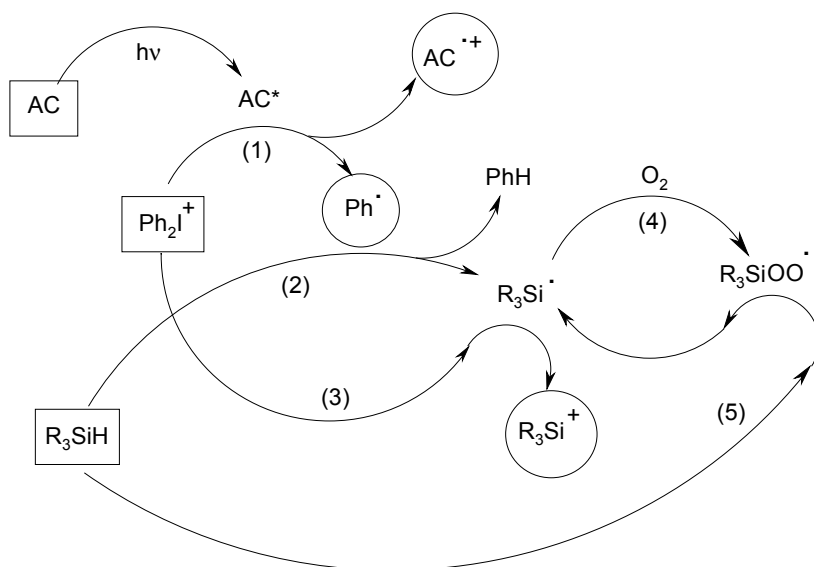 hν
AC
AC*
AC·⁺
(1)
Ph₂I⁺
Ph·
PhH
O₂
(4)
(2)
R₃Si·
R₃SiOO·
(3)
R₃SiH
R₃Si⁺
(5)